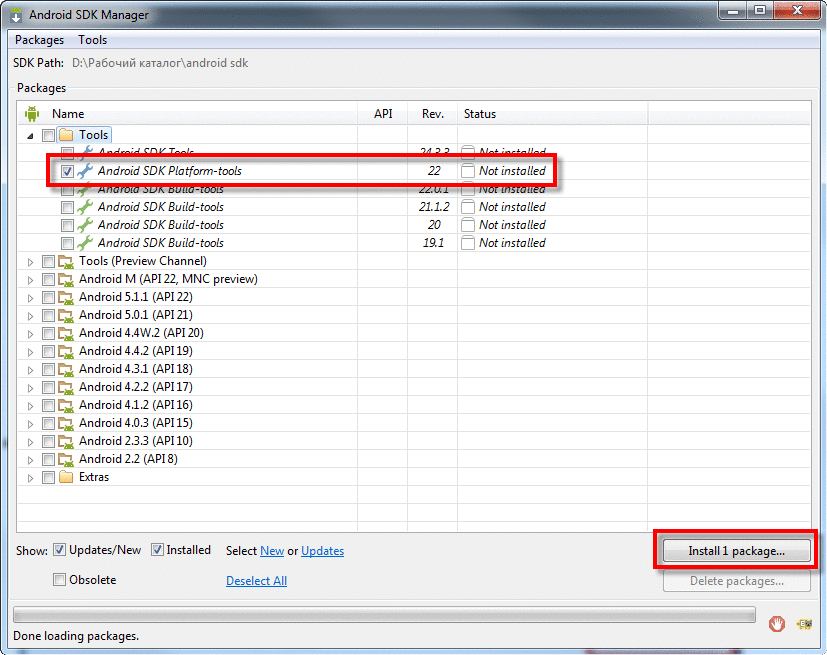 Android SDK Manager
Packages Tools
SDK Path: D:\Рабочий каталог\android sdk
Packages
Name API Rev. Status
Tools
Android SDK Tools 24.3.3 Not installed
Android SDK Platform-tools 22 Not installed
Android SDK Build-tools 22.0.1 Not installed
Android SDK Build-tools 21.1.2 Not installed
Android SDK Build-tools 20 Not installed
Android SDK Build-tools 19.1 Not installed
Tools (Preview Channel)
Android M (API 22, MNC preview)
Android 5.1.1 (API 22)
Android 5.0.1 (API 21)
Android 4.4W.2 (API 20)
Android 4.4.2 (API 19)
Android 4.3.1 (API 18)
Android 4.2.2 (API 17)
Android 4.1.2 (API 16)
Android 4.0.3 (API 15)
Android 2.3.3 (API 10)
Android 2.2 (API 8)
Extras
Show: Updates/New Installed Select New or Updates Install 1 package...
Obsolete Deselect All Delete packages...
Done loading packages.